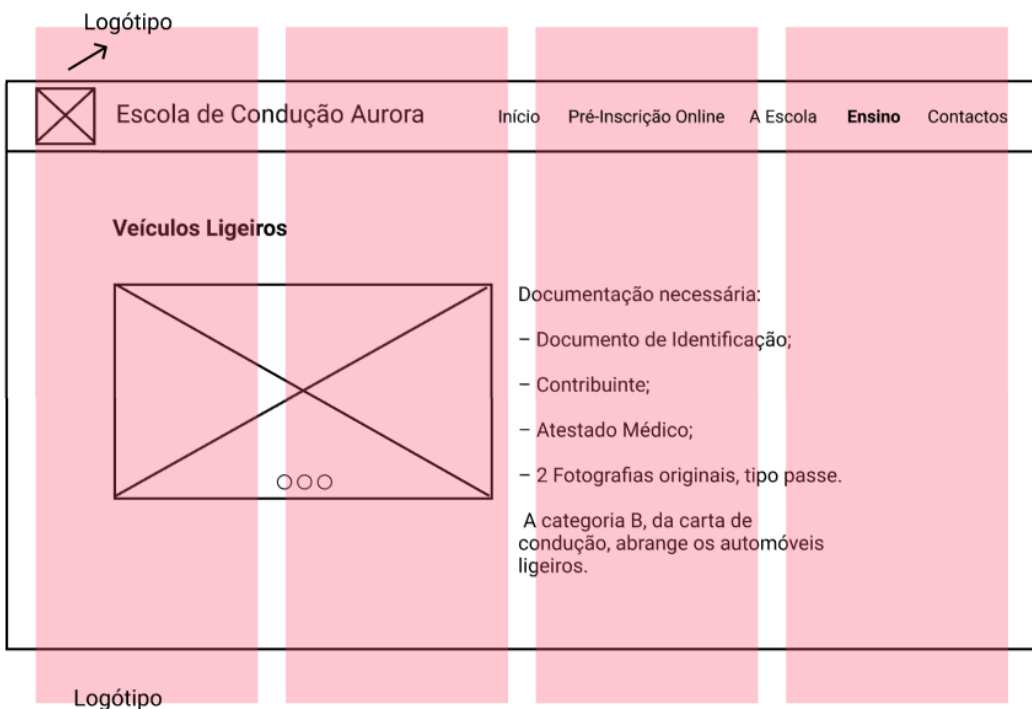 Logótipo
Escola de Condução Aurora
Início Pré-Inscrição Online A Escola Ensino Contactos
Veículos Ligeiros
Documentação necessária:
– Documento de Identificação;
– Contribuinte;
– Atestado Médico;
– 2 Fotografias originais, tipo passe.
A categoria B, da carta de
condução, abrange os automóveis
ligeiros.
Logótipo